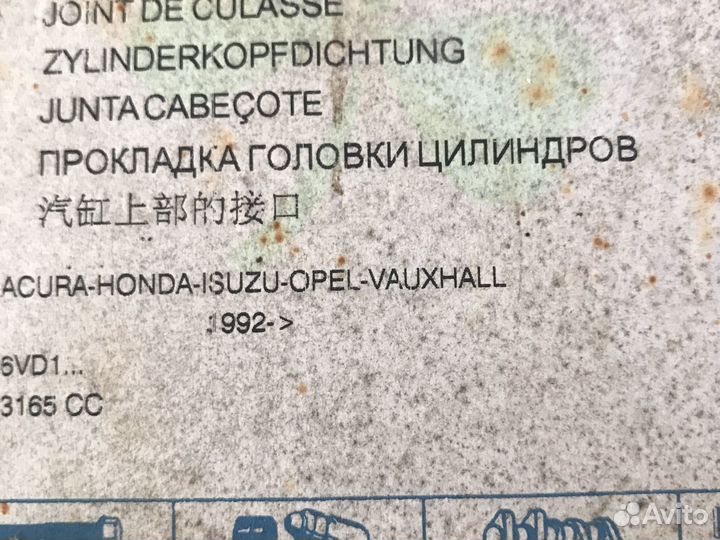 JOINT DE CULASSE
ZYLINDERKOPFDICHTUNG
JUNTA CABEÇOTE
ПРОКЛАДКА ГОЛОВКИ ЦИЛИНДРОВ
汽缸上部的接口
ACURA-HONDA-ISUZU-OPEL-VAUXHALL
1992->
6VD1...
3165 CC
Avito